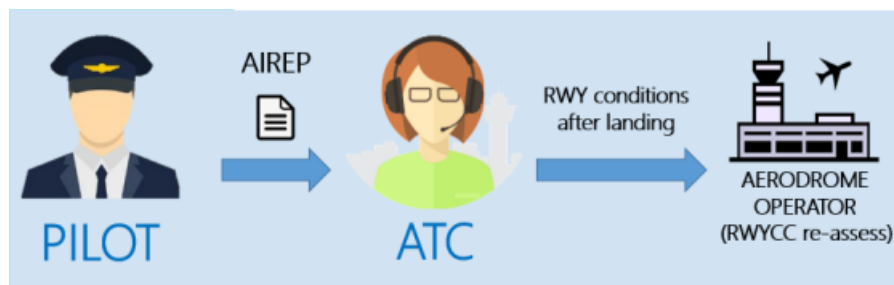 AIREP
RWY conditions
after landing
PILOT
ATC
AERODROME
OPERATOR
(RWYCC re-assess)